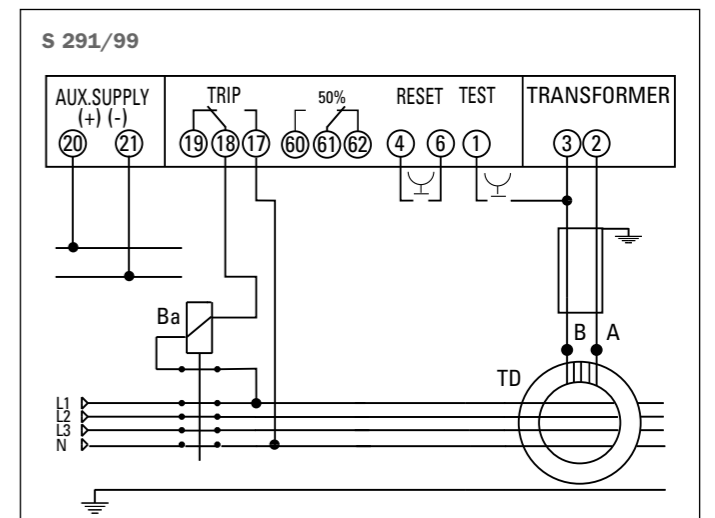 S 291/99
AUX.SUPPLY TRIP 50% RESET TEST TRANSFORMER
(+) (-)
20 21 19 18 17 60 61 62 4 6 1 3 2
Ba
B A
TD
L1
L2
L3
N